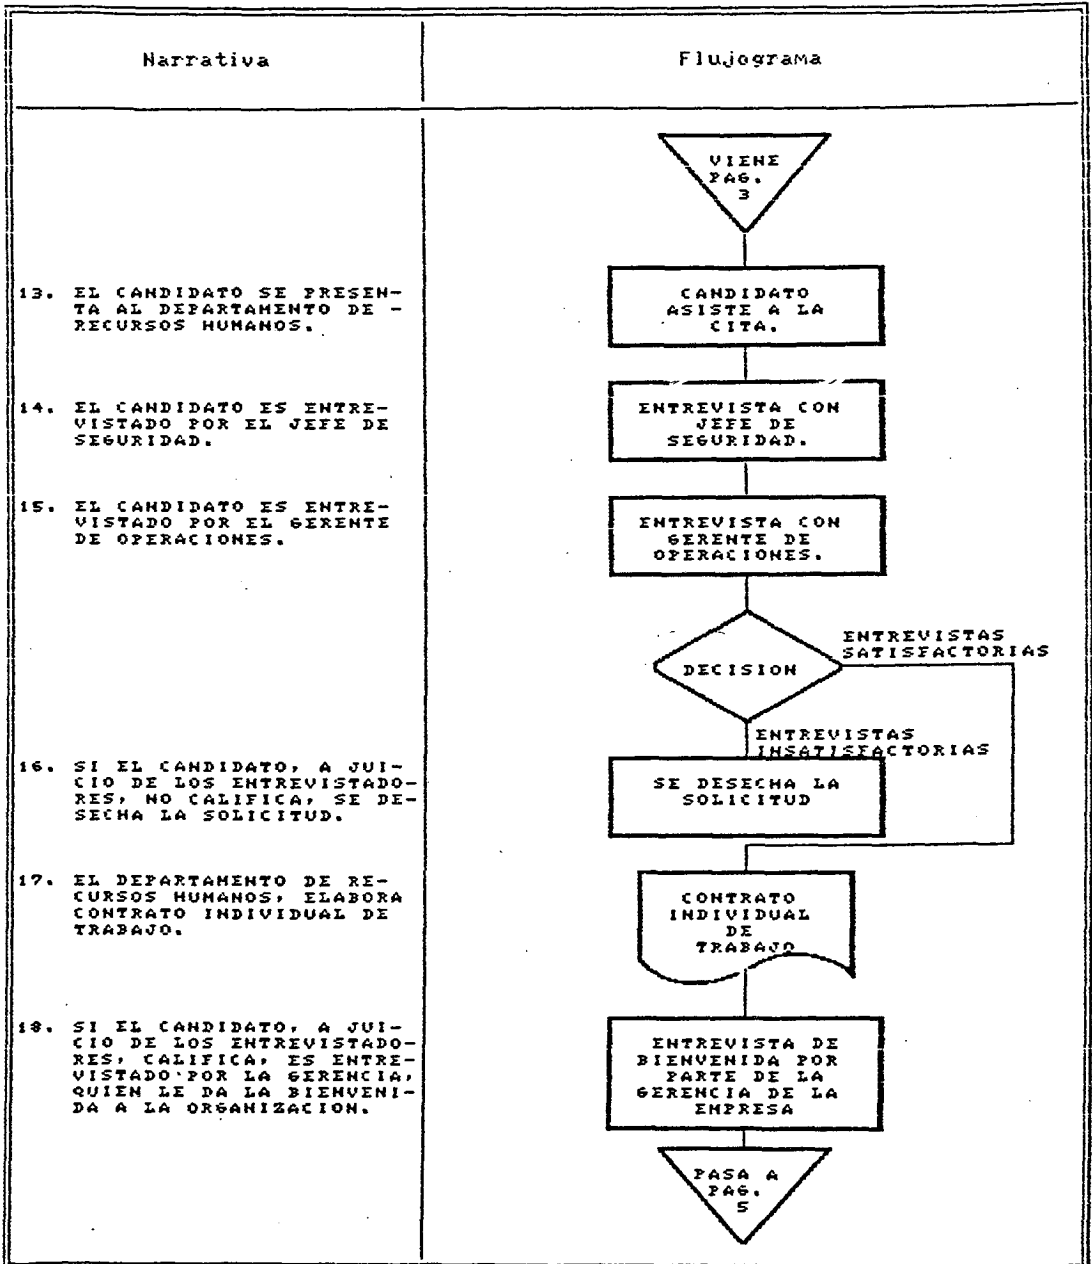 Narrativa
Flujograma
VIENE
PAG.
3
13. EL CANDIDATO SE PRESEN-
TA AL DEPARTAMENTO DE -
RECURSOS HUMANOS.
CANDIDATO
ASISTE A LA
CITA.
14. EL CANDIDATO ES ENTRE-
VISTADO POR EL JEFE DE
SEGURIDAD.
ENTREVISTA CON
JEFE DE
SEGURIDAD.
15. EL CANDIDATO ES ENTRE-
VISTADO POR EL GERENTE
DE OPERACIONES.
ENTREVISTA CON
GERENTE DE
OPERACIONES.
DECISION
ENTREVISTAS
SATISFACTORIAS
ENTREVISTAS
INSATISFACTORIAS
16. SI EL CANDIDATO, A JUI-
CIO DE LOS ENTREVISTADO-
RES, NO CALIFICA, SE DE-
SECHA LA SOLICITUD.
SE DESECHA LA
SOLICITUD
17. EL DEPARTAMENTO DE RE-
CURSOS HUMANOS, ELABORA
CONTRATO INDIVIDUAL DE
TRABAJO.
CONTRATO
INDIVIDUAL
DE
TRABAJO
18. SI EL CANDIDATO, A JUI-
CIO DE LOS ENTREVISTADO-
RES, CALIFICA, ES ENTRE-
VISTADO POR LA GERENCIA,
QUIEN LE DA LA BIENVENI-
DA A LA ORGANIZACION.
ENTREVISTA DE
BIENVENIDA POR
PARTE DE LA
GERENCIA DE LA
EMPRESA
PASA A
PAG.
5